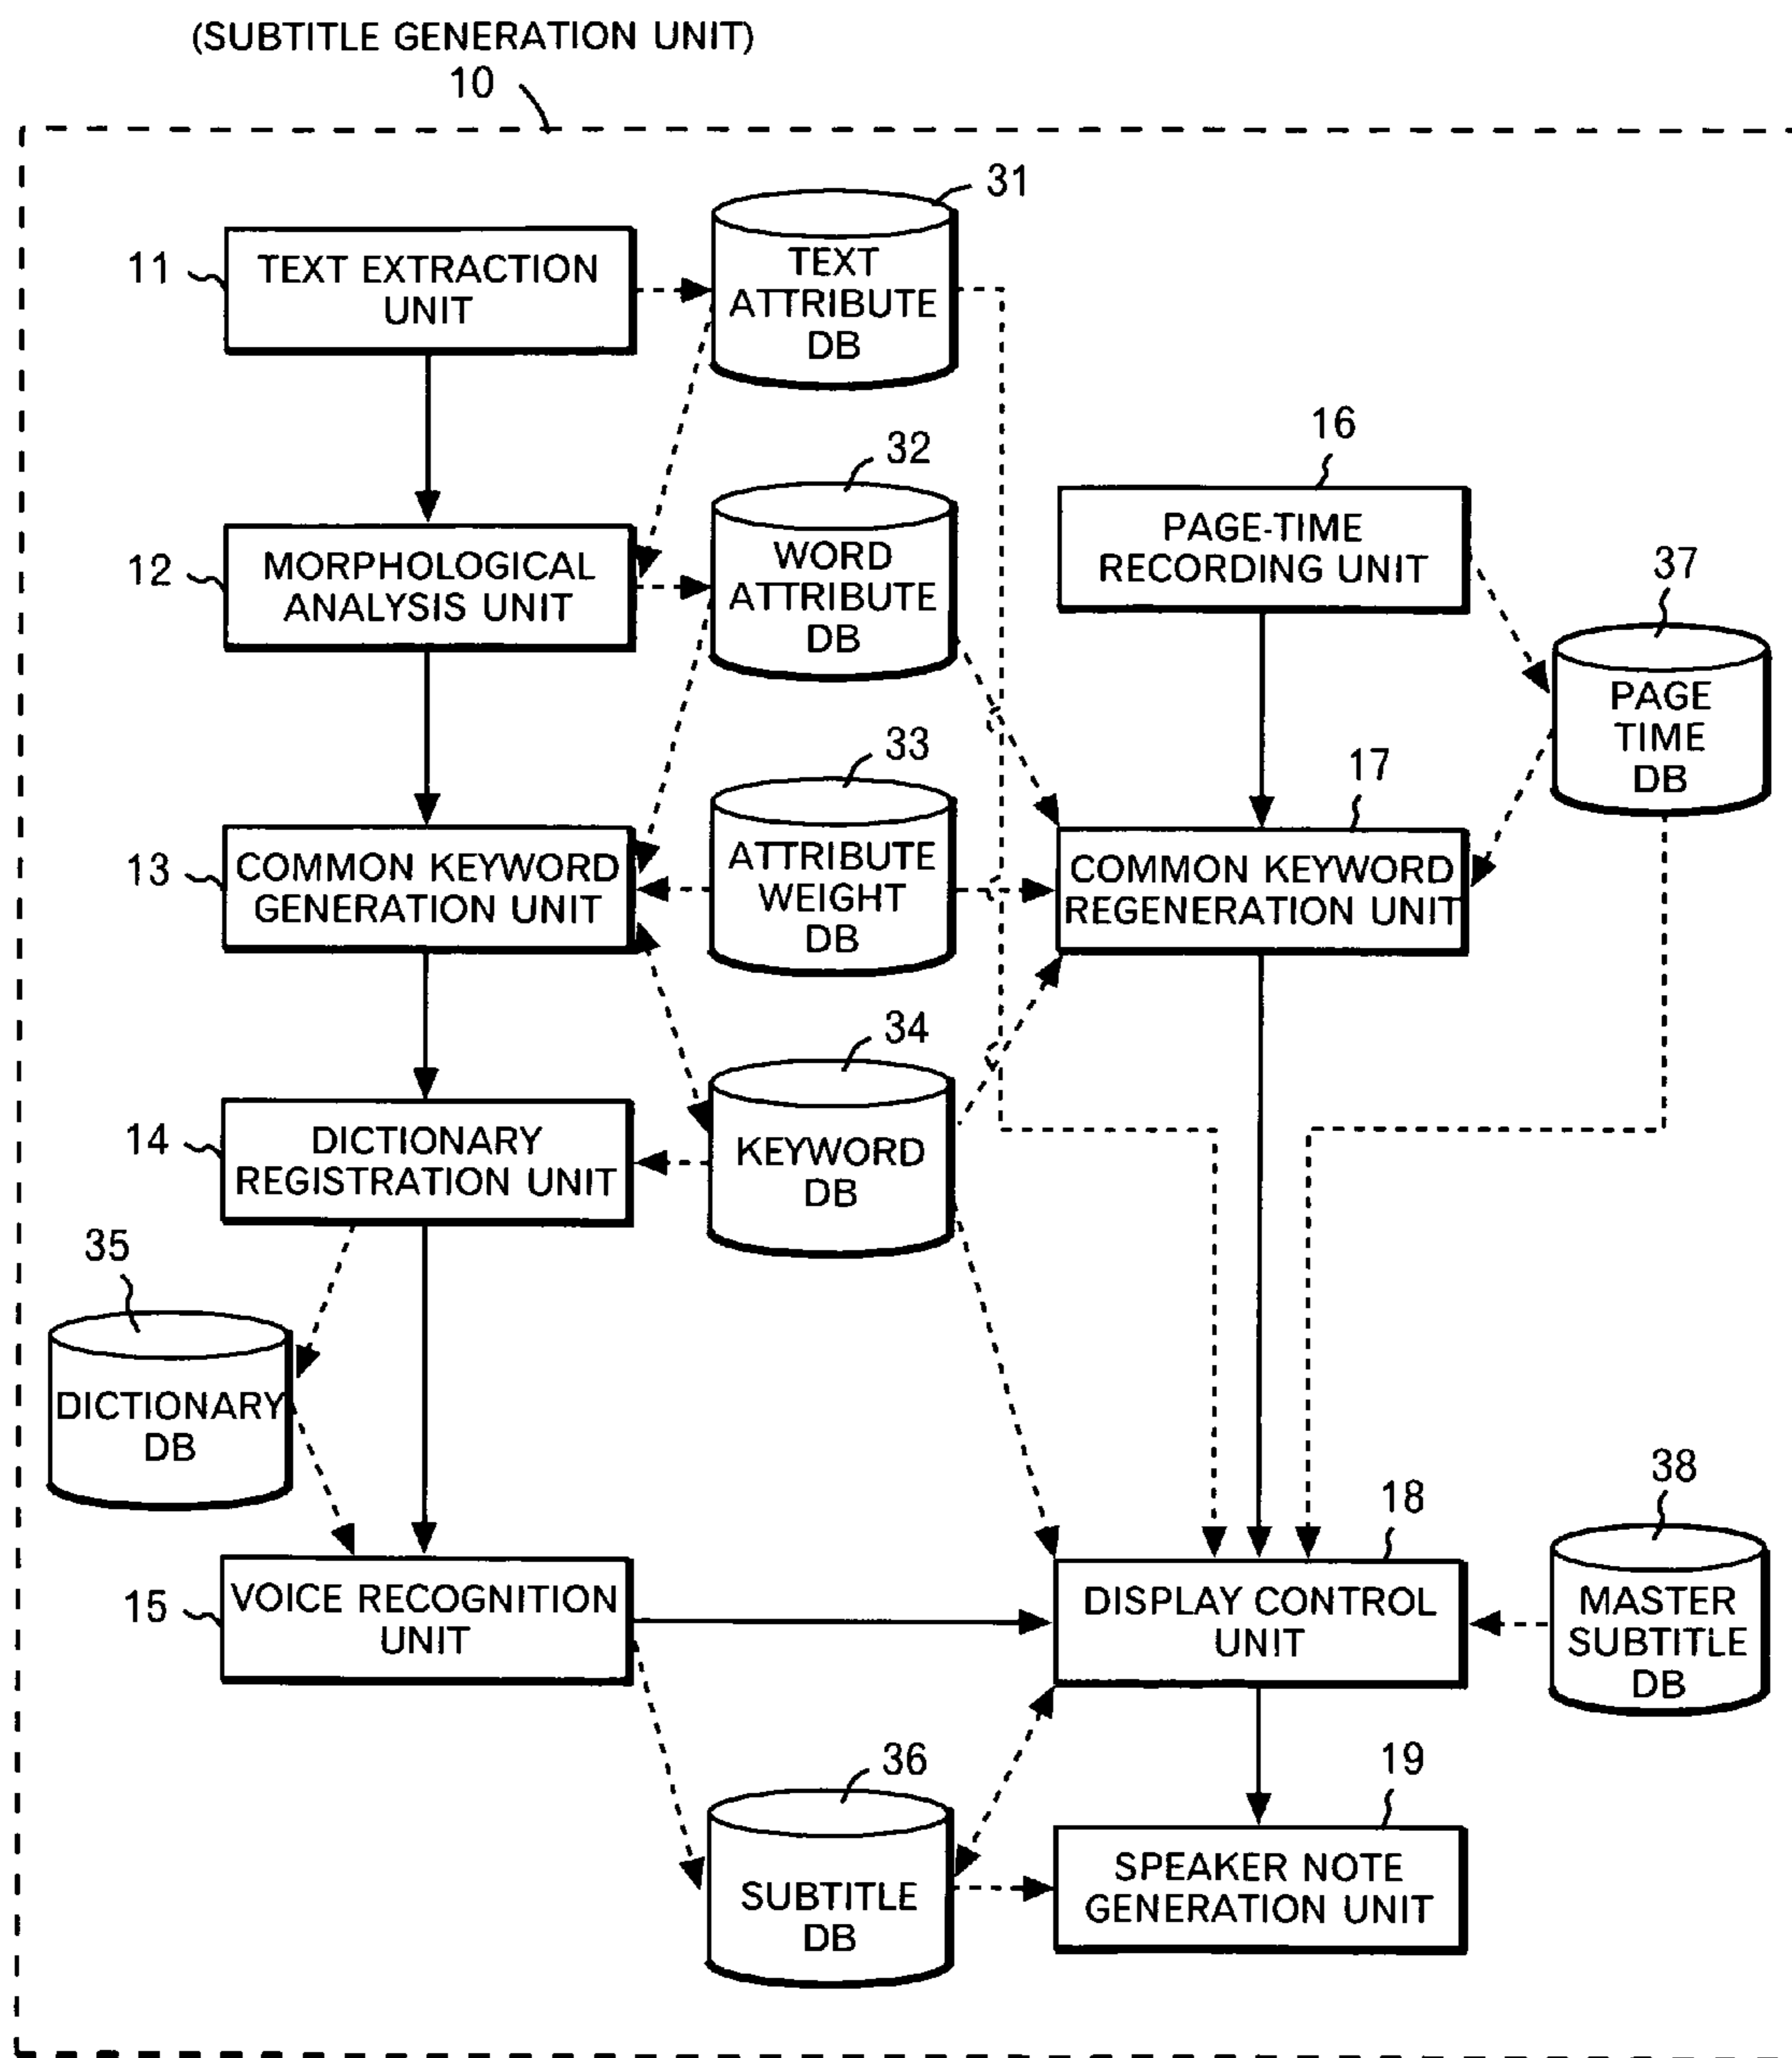 (SUBTITLE GENERATION UNIT)
10
31
11
TEXT EXTRACTION
UNIT
TEXT
ATTRIBUTE
DB
16
32
12
MORPHOLOGICAL
ANALYSIS UNIT
WORD
ATTRIBUTE
DB
PAGE-TIME
RECORDING UNIT
37
PAGE
TIME
DB
33
17
13
COMMON KEYWORD
GENERATION UNIT
ATTRIBUTE
WEIGHT
DB
COMMON KEYWORD
REGENERATION UNIT
34
14
DICTIONARY
REGISTRATION UNIT
KEYWORD
DB
35
DICTIONARY
DB
38
18
15
VOICE RECOGNITION
UNIT
DISPLAY CONTROL
UNIT
MASTER
SUBTITLE
DB
36
19
SUBTITLE
DB
SPEAKER NOTE
GENERATION UNIT